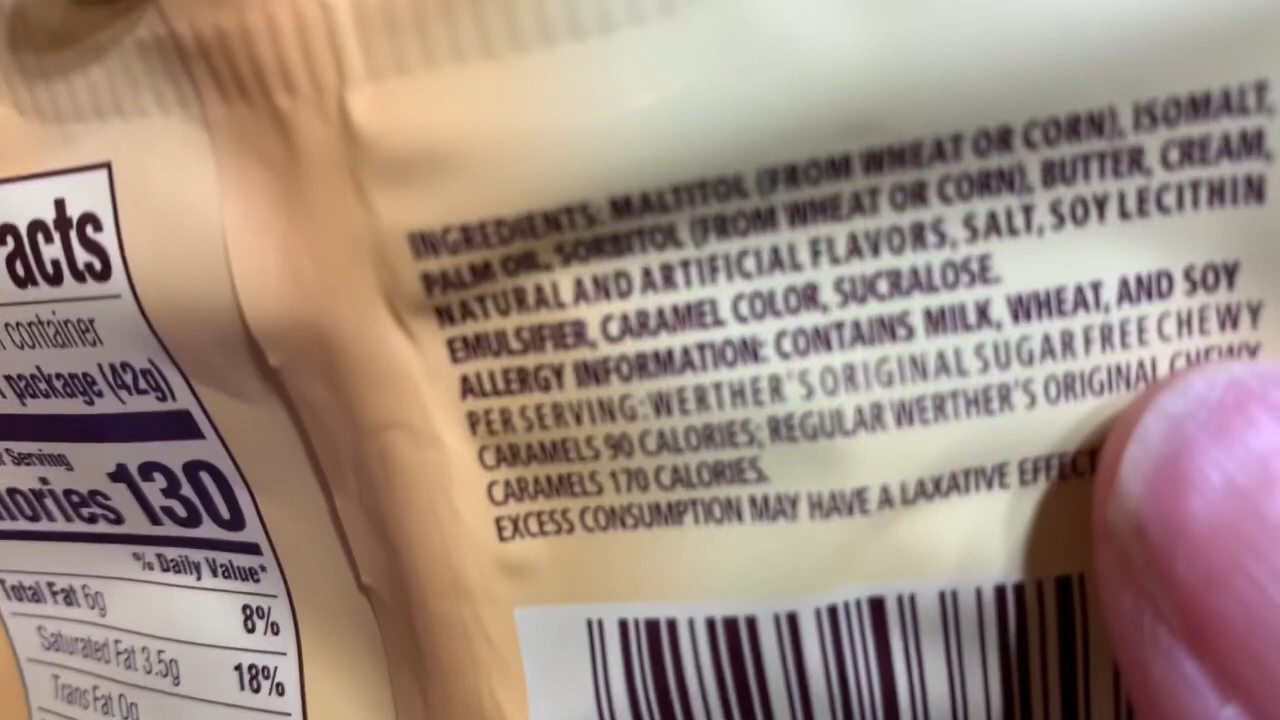 acts
container
package (42g)
Serving
lories 130
% Daily Value*
Total Fat 6g 8%
Saturated Fat 3.5g 18%
Trans Fat 0g
INGREDIENTS: MALTITOL (FROM WHEAT OR CORN), ISOMALT,
PALM OIL, SORBITOL (FROM WHEAT OR CORN), BUTTER, CREAM,
NATURAL AND ARTIFICIAL FLAVORS, SALT, SOY LECITHIN
EMULSIFIER, CARAMEL COLOR, SUCRALOSE.
ALLERGY INFORMATION: CONTAINS MILK, WHEAT, AND SOY
PER SERVING: WERTHER'S ORIGINAL SUGAR FREE CHEWY
CARAMELS 90 CALORIES; REGULAR WERTHER'S ORIGINAL CHEWY
CARAMELS 170 CALORIES.
EXCESS CONSUMPTION MAY HAVE A LAXATIVE EFFECT